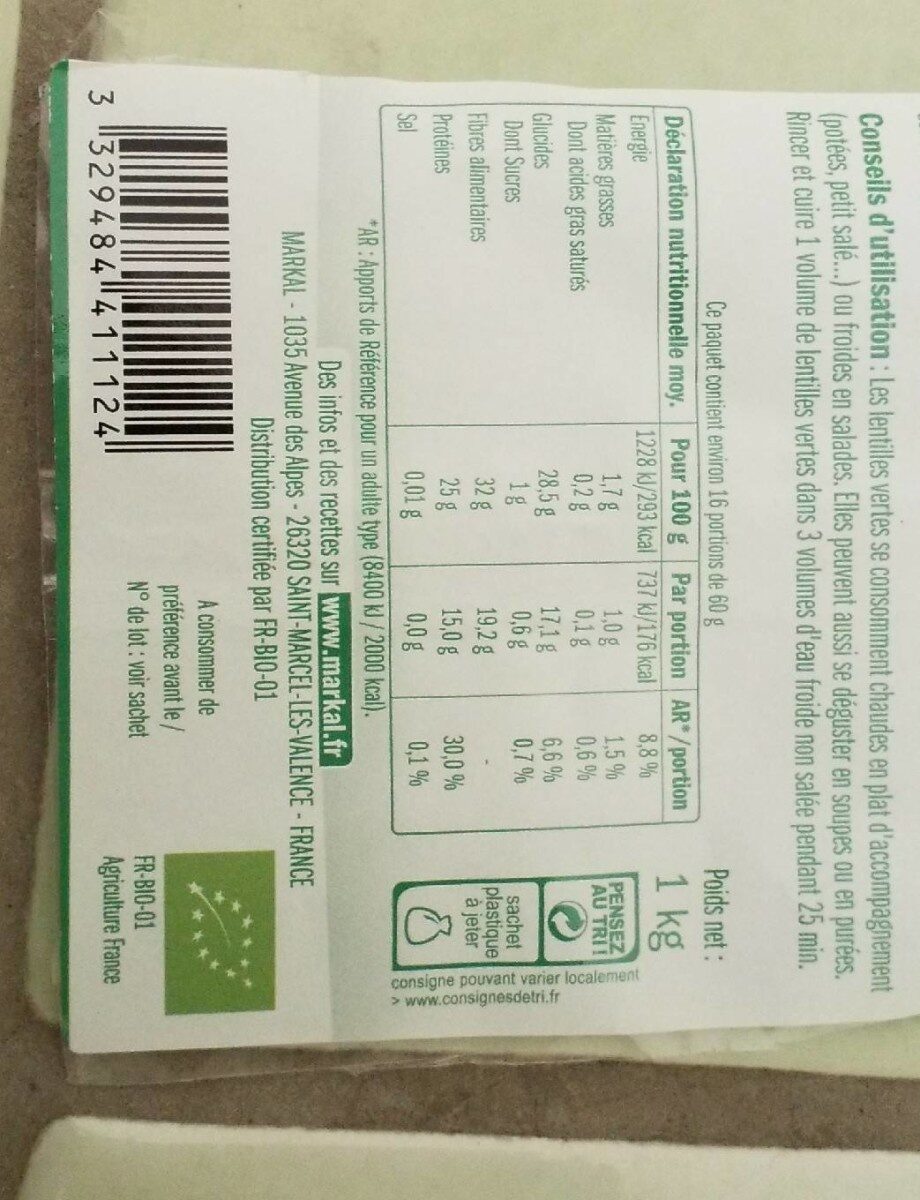 Conseils d'utilisation : Les lentilles vertes se consomment chaudes en plat d'accompagnement
(potées, petit salé...) ou froides en salades. Elles peuvent aussi se déguster en soupes ou en purées.
Rincer et cuire 1 volume de lentilles vertes dans 3 volumes d'eau froide non salée pendant 25 min.
Ce paquet contient environ 16 portions de 60 g
Poids net :
1 kg
Déclaration nutritionnelle moy. Pour 100 g Par portion AR*/portion
Energie 1228 kJ/293 kcal 737 kJ/176 kcal 8,8 %
Matières grasses 1,7 g 1,0 g 1,5 %
Dont acides gras saturés 0,2 g 0,1 g 0,6 %
Glucides 28,5 g 17,1 g 6,6 %
Dont Sucres 1 g 0,6 g 0,7 %
Fibres alimentaires 32 g 19,2 g -
Protéines 25 g 15,0 g 30,0 %
Sel 0,01 g 0,0 g 0,1 %
*AR : Apports de Référence pour un adulte type (8400 kJ / 2000 kcal).
PENSEZ
AU TRI !
sachet
plastique
à jeter
consigne pouvant varier localement
> www.consignesdetri.fr
Des infos et des recettes sur www.markal.fr
MARKAL - 1035 Avenue des Alpes - 26320 SAINT-MARCEL-LES-VALENCE - FRANCE
Distribution certifiée par FR-BIO-01
A consommer de
préférence avant le /
N° de lot : voir sachet
FR-BIO-01
Agriculture France
3 329484 411124